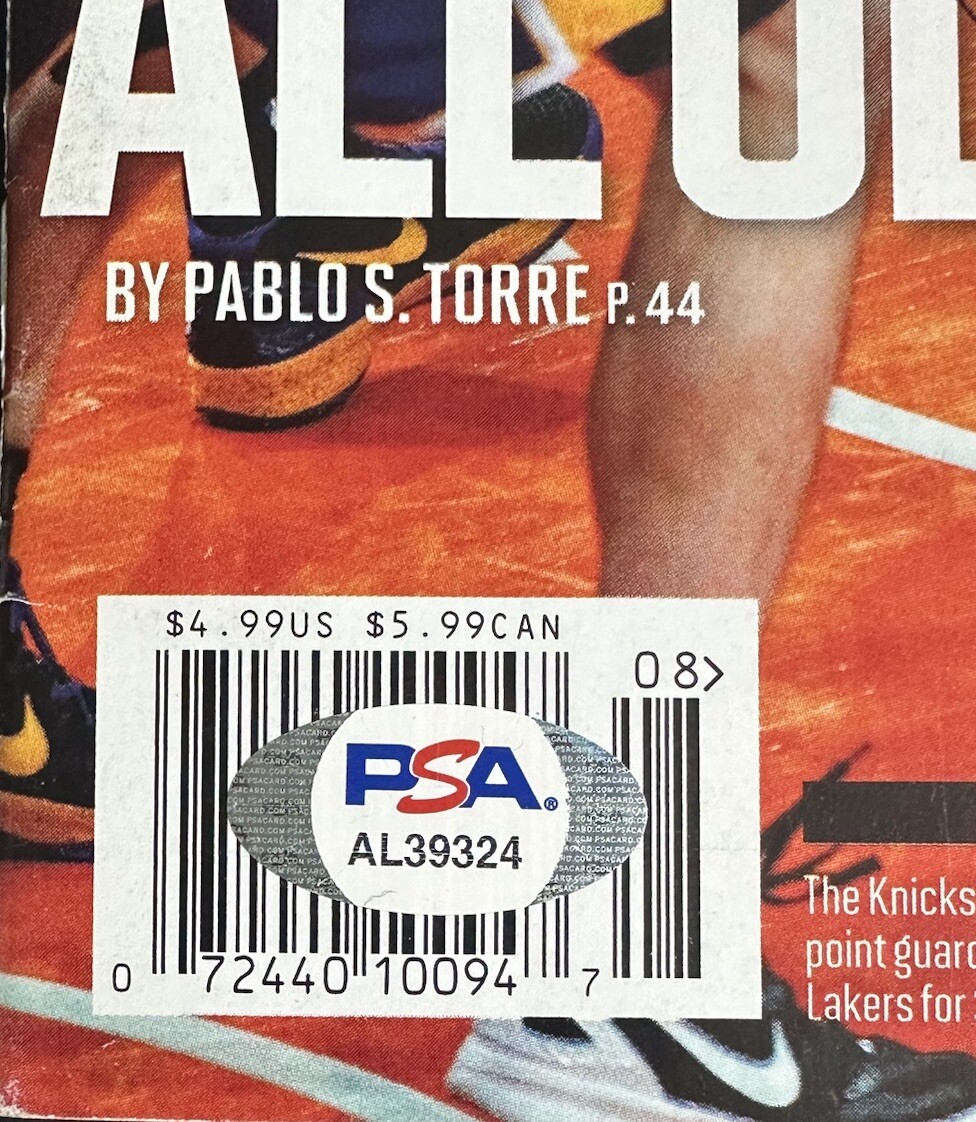 ALL O
BY PABLO S. TORRE P. 44
$4.99US $5.99CAN
08>
PSA®
AL39324
0 72440 10094 7
The Knicks
point guard
Lakers for